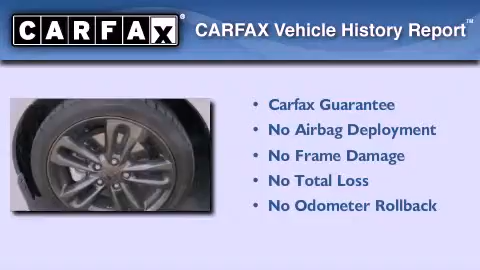 CARFAX® CARFAX Vehicle History Report™
• Carfax Guarantee
• No Airbag Deployment
• No Frame Damage
• No Total Loss
• No Odometer Rollback